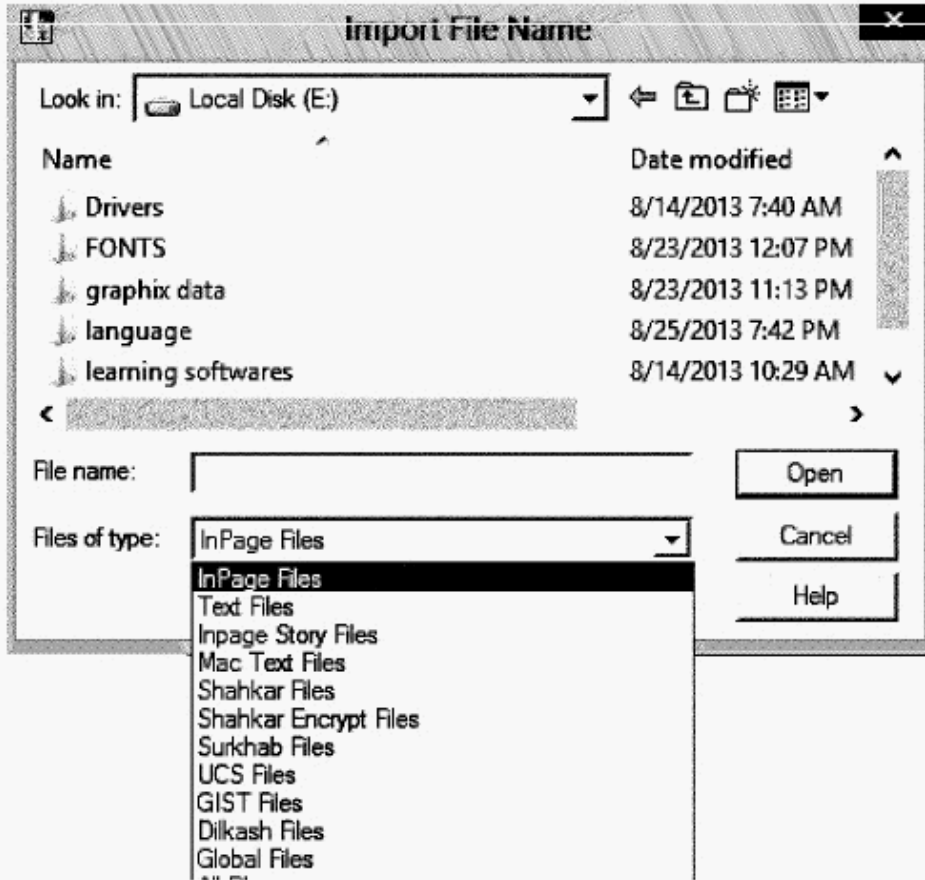 Import File Name
Look in: Local Disk (E:)
Name Date modified
Drivers 8/14/2013 7:40 AM
FONTS 8/23/2013 12:07 PM
graphix data 8/23/2013 11:13 PM
language 8/25/2013 7:42 PM
learning softwares 8/14/2013 10:29 AM
File name: Open
Files of type: InPage Files Cancel
InPage Files
Help
Text Files
Inpage Story Files
Mac Text Files
Shahkar Files
Shahkar Encrypt Files
Surkhab Files
UCS Files
GIST Files
Dilkash Files
Global Files